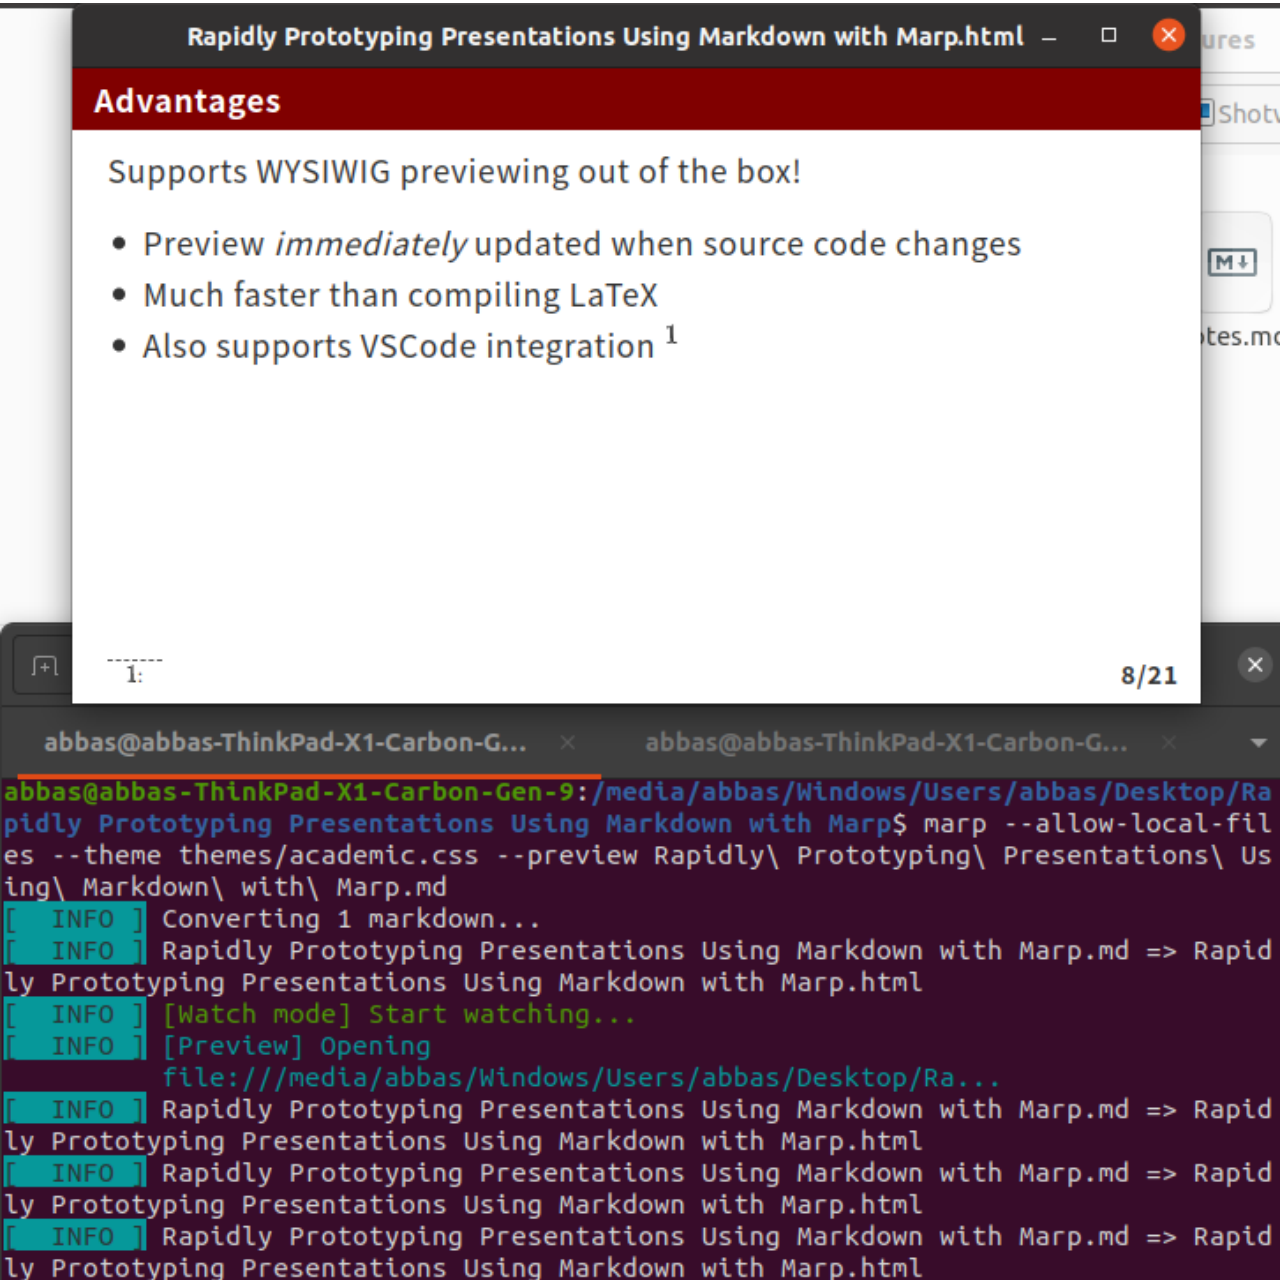 Rapidly Prototyping Presentations Using Markdown with Marp.html
Advantages
Supports WYSIWIG previewing out of the box!
Preview immediately updated when source code changes
Much faster than compiling LaTeX
Also supports VSCode integration 1
1:
8/21
ures
Shotw
M
tes.md
abbas@abbas-ThinkPad-X1-Carbon-G...
abbas@abbas-ThinkPad-X1-Carbon-G...
abbas@abbas-ThinkPad-X1-Carbon-Gen-9:/media/abbas/Windows/Users/abbas/Desktop/Ra
pidly Prototyping Presentations Using Markdown with Marp$ marp --allow-local-fil
es --theme themes/academic.css --preview Rapidly\ Prototyping\ Presentations\ Us
ing\ Markdown\ with\ Marp.md
[  INFO ] Converting 1 markdown...
[  INFO ] Rapidly Prototyping Presentations Using Markdown with Marp.md => Rapid
ly Prototyping Presentations Using Markdown with Marp.html
[  INFO ] [Watch mode] Start watching...
[  INFO ] [Preview] Opening
file:///media/abbas/Windows/Users/abbas/Desktop/Ra...
[  INFO ] Rapidly Prototyping Presentations Using Markdown with Marp.md => Rapid
ly Prototyping Presentations Using Markdown with Marp.html
[  INFO ] Rapidly Prototyping Presentations Using Markdown with Marp.md => Rapid
ly Prototyping Presentations Using Markdown with Marp.html
[  INFO ] Rapidly Prototyping Presentations Using Markdown with Marp.md => Rapid
ly Prototyping Presentations Using Markdown with Marp.html